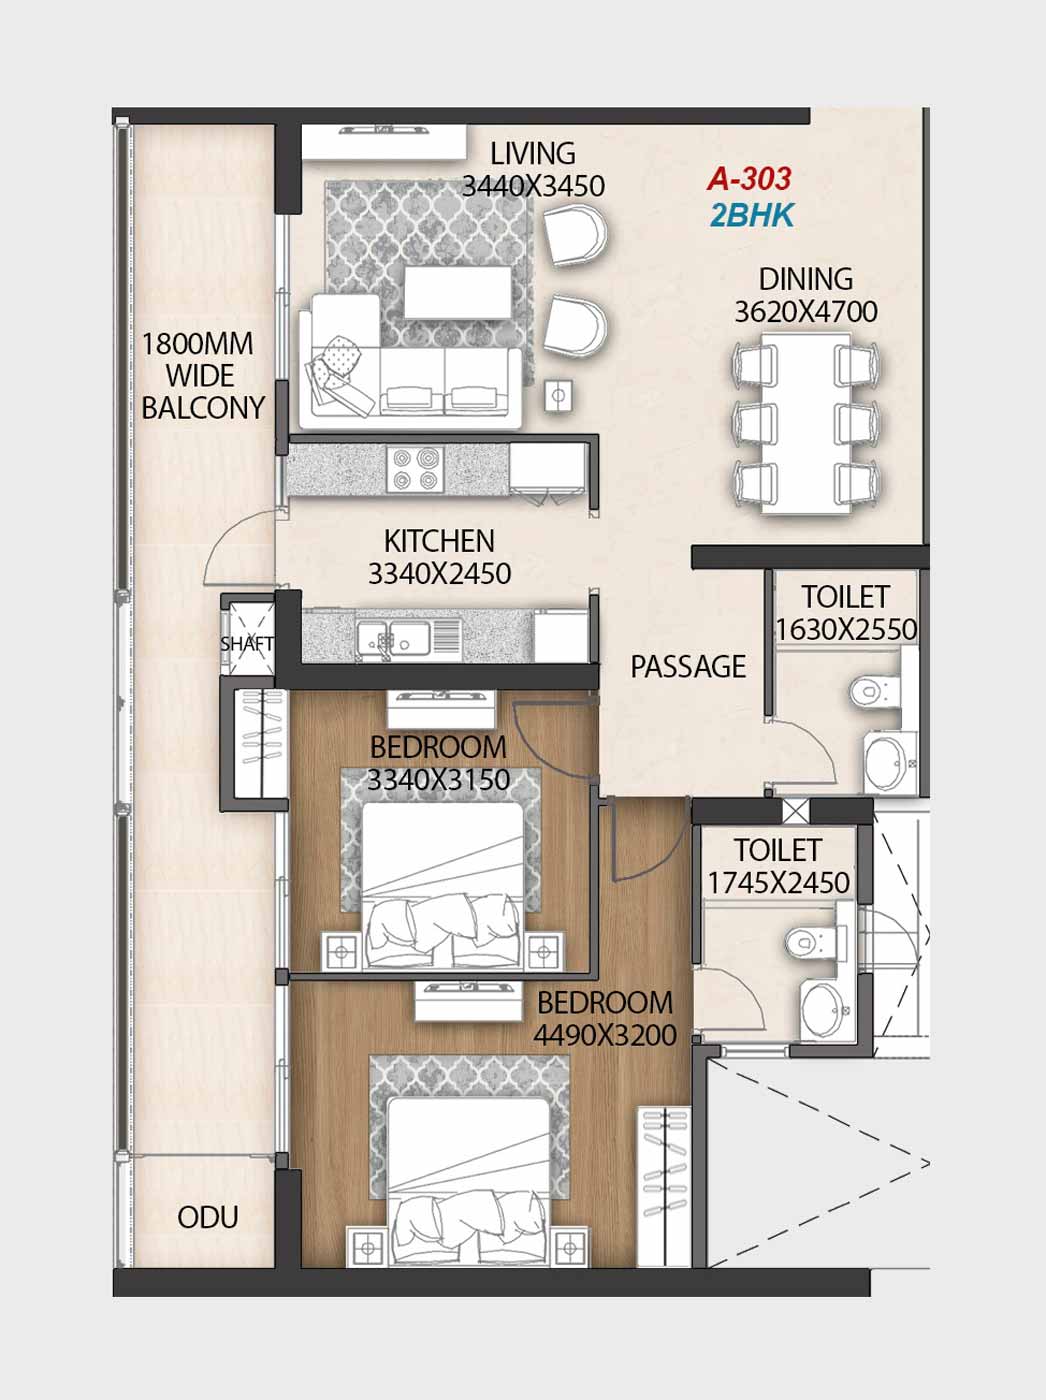 LIVING
3440X3450
A-303
2BHK
DINING
3620X4700
1800MM
WIDE
BALCONY
KITCHEN
3340X2450
TOILET
1630X2550
SHAFT
PASSAGE
BEDROOM
3340X3150
TOILET
1745X2450
BEDROOM
4490X3200
ODU